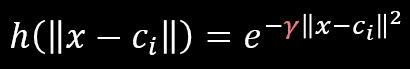 h(‖x − cᵢ‖) = e^{−γ‖x−cᵢ‖²}